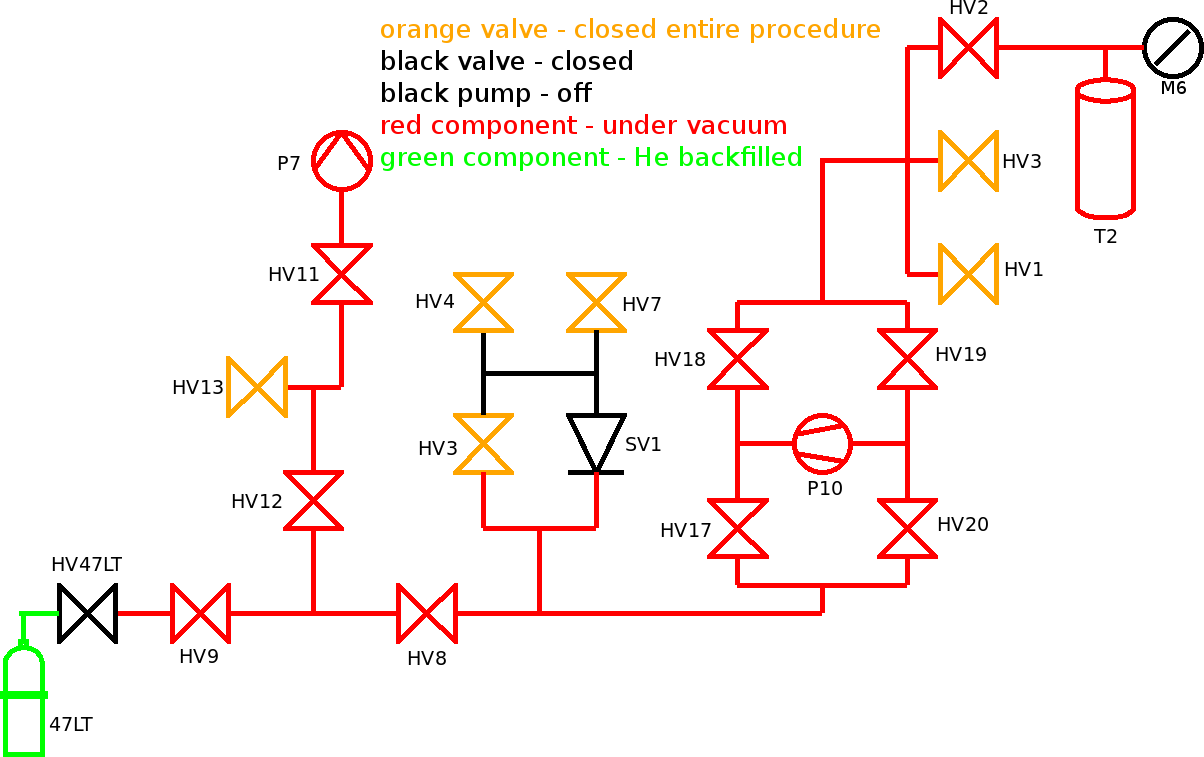 HV2
orange valve - closed entire procedure
black valve - closed
M6
black pump - off
red component - under vacuum
green component - He backfilled
P7
HV3
T2
HV11
HV1
HV4
HV7
HV18
HV19
HV13
HV3
SV1
P10
HV12
HV17
HV20
HV47LT
HV9
HV8
47LT